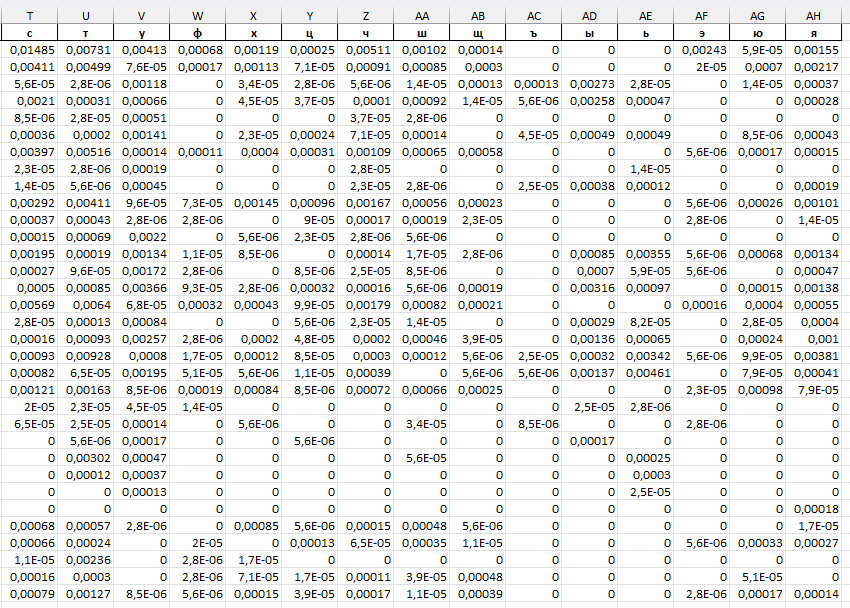 T U V W X Y Z AA AB AC AD AE AF AG AH
с т у ф х ц ч ш щ ъ ы ь э ю я
0,01485 0,00731 0,00413 0,00068 0,00119 0,00025 0,00511 0,00102 0,00014 0 0 0 0,00243 5,9E-05 0,00155
0,00411 0,00499 7,6E-05 0,00017 0,00113 7,1E-05 0,00091 0,00085 0,0003 0 0 0 2E-05 0,0007 0,00217
5,6E-05 2,8E-06 0,00118 0 3,4E-05 2,8E-06 5,6E-06 1,4E-05 0,00013 0,00013 0,00273 2,8E-05 0 1,4E-05 0,00037
0,0021 0,00031 0,00066 0 4,5E-05 3,7E-05 0,0001 0,00092 1,4E-05 5,6E-06 0,00258 0,00047 0 0 0,00028
8,5E-06 2,8E-05 0,00051 0 0 0 3,7E-05 2,8E-06 0 0 0 0 0 0 0
0,00036 0,0002 0,00141 0 2,3E-05 0,00024 7,1E-05 0,00014 0 4,5E-05 0,00049 0,00049 0 8,5E-06 0,00043
0,00397 0,00516 0,00014 0,00011 0,0004 0,00031 0,00109 0,00065 0,00058 0 0 0 5,6E-06 0,00017 0,00015
2,3E-05 2,8E-06 0,00019 0 0 0 2,8E-05 0 0 0 0 1,4E-05 0 0 0
1,4E-05 5,6E-06 0,00045 0 0 0 2,3E-05 2,8E-06 0 2,5E-05 0,00038 0,00012 0 0 0,00019
0,00292 0,00411 9,6E-05 7,3E-05 0,00145 0,00096 0,00167 0,00056 0,00023 0 0 0 5,6E-06 0,00026 0,00101
0,00037 0,00043 2,8E-06 2,8E-06 0 9E-05 0,00017 0,00019 2,3E-05 0 0 0 2,8E-06 0 1,4E-05
0,00015 0,00069 0,0022 0 5,6E-06 2,3E-05 2,8E-06 5,6E-06 0 0 0 0 0 0 0
0,00195 0,00019 0,00134 1,1E-05 8,5E-06 0 0,00014 1,7E-05 2,8E-06 0 0,00085 0,00355 5,6E-06 0,00068 0,00134
0,00027 9,6E-05 0,00172 2,8E-06 0 8,5E-06 2,5E-05 8,5E-06 0 0 0,0007 5,9E-05 5,6E-06 0 0,00047
0,0005 0,00085 0,00366 9,3E-05 2,8E-06 0,00032 0,00016 5,6E-06 0,00019 0 0,00316 0,00097 0 0,00015 0,00138
0,00569 0,0064 6,8E-05 0,00032 0,00043 9,9E-05 0,00179 0,00082 0,00021 0 0 0 0,00016 0,0004 0,00055
2,8E-05 0,00013 0,00084 0 0 5,6E-06 2,3E-05 1,4E-05 0 0 0,00029 8,2E-05 0 2,8E-05 0,0004
0,00016 0,00093 0,00257 2,8E-06 0,0002 4,8E-05 0,0002 0,00046 3,9E-05 0 0,00136 0,00065 0 0,00024 0,001
0,00093 0,00928 0,0008 1,7E-05 0,00012 8,5E-05 0,0003 0,00012 5,6E-06 2,5E-05 0,00032 0,00342 5,6E-06 9,9E-05 0,00381
0,00082 6,5E-05 0,00195 5,1E-05 5,6E-06 1,1E-05 0,00039 0 5,6E-06 5,6E-06 0,00137 0,00461 0 7,9E-05 0,00041
0,00121 0,00163 8,5E-06 0,00019 0,00084 8,5E-06 0,00072 0,00066 0,00025 0 0 0 2,3E-05 0,00098 7,9E-05
2E-05 2,3E-05 4,5E-05 1,4E-05 0 0 0 0 0 0 2,5E-05 2,8E-06 0 0 0
6,5E-05 2,5E-05 0,00014 0 5,6E-06 0 0 3,4E-05 0 8,5E-06 0 0 2,8E-06 0 0
0 5,6E-06 0,00017 0 0 5,6E-06 0 0 0 0 0,00017 0 0 0 0
0 0,00302 0,00047 0 0 0 0 5,6E-05 0 0 0 0,00025 0 0 0
0 0,00012 0,00037 0 0 0 0 0 0 0 0 0,0003 0 0 0
0 0 0,00013 0 0 0 0 0 0 0 0 2,5E-05 0 0 0
0 0 0 0 0 0 0 0 0 0 0 0 0 0 0,00018
0,00068 0,00057 2,8E-06 0 0,00085 5,6E-06 0,00015 0,00048 5,6E-06 0 0 0 0 0 1,7E-05
0,00066 0,00024 0 2E-05 0 0,00013 6,5E-05 0,00035 1,1E-05 0 0 0 5,6E-06 0,00033 0,00027
1,1E-05 0,00236 0 2,8E-06 1,7E-05 0 0 0 0 0 0 0 0 0 0
0,00016 0,0003 0 2,8E-06 7,1E-05 1,7E-05 0,00011 3,9E-05 0,00048 0 0 0 0 5,1E-05 0
0,00079 0,00127 8,5E-06 5,6E-06 0,00015 3,9E-05 0,00017 1,1E-05 0,00039 0 0 0 2,8E-06 0,00017 0,00014